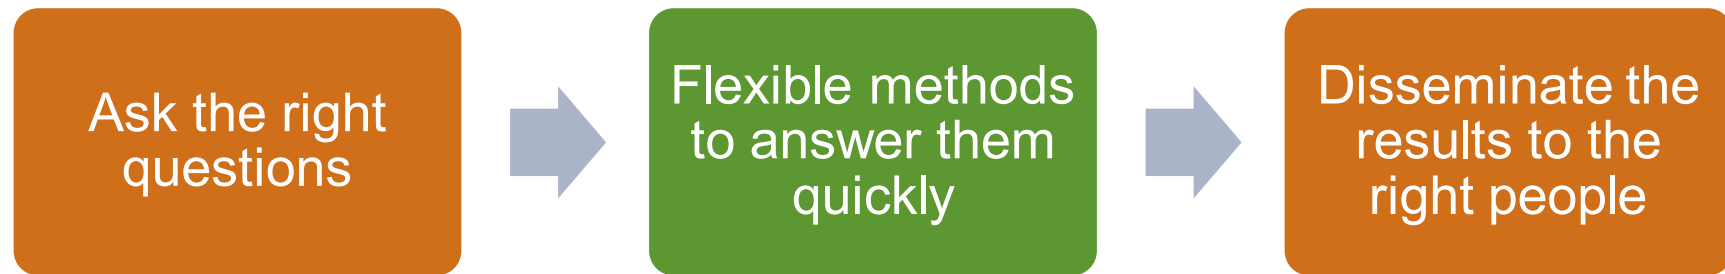 Ask the right
questions
Flexible methods
to answer them
quickly
Disseminate the
results to the
right people